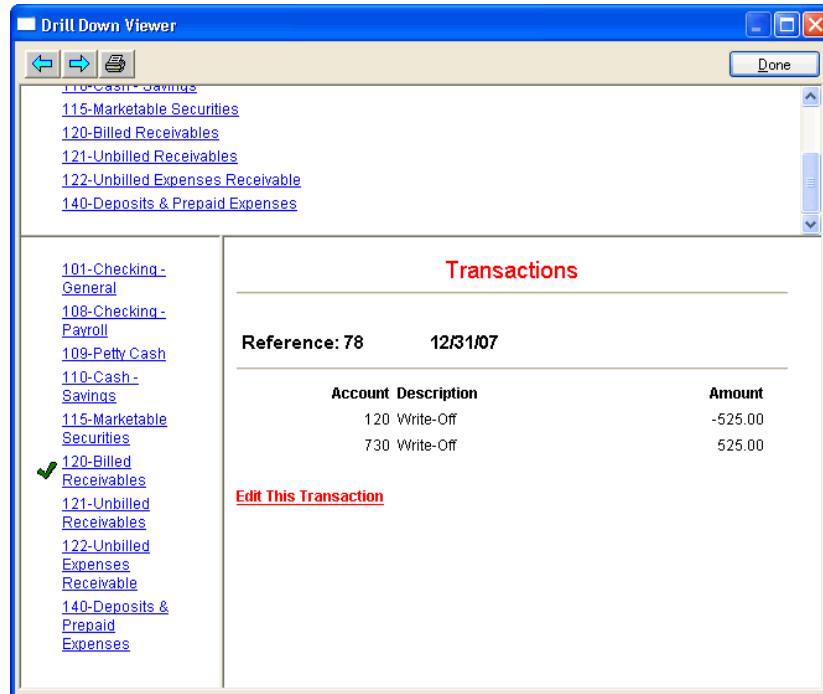 Drill Down Viewer
Done
110-Cash - Savings
115-Marketable Securities
120-Billed Receivables
121-Unbilled Receivables
122-Unbilled Expenses Receivable
140-Deposits & Prepaid Expenses
101-Checking -
General
108-Checking -
Payroll
109-Petty Cash
110-Cash -
Savings
115-Marketable
Securities
120-Billed
Receivables
121-Unbilled
Receivables
122-Unbilled
Expenses
Receivable
140-Deposits &
Prepaid
Expenses
Transactions
Reference: 78 12/31/07
Account Description Amount
120 Write-Off -525.00
730 Write-Off 525.00
Edit This Transaction